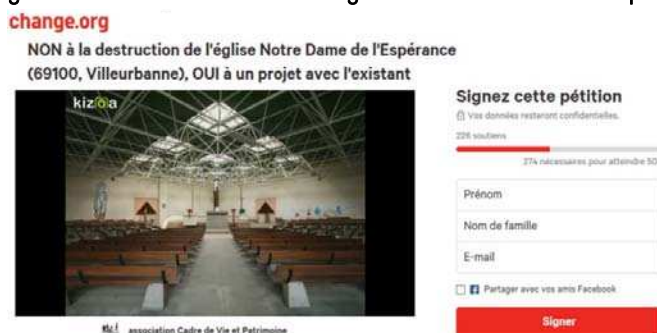 change.org
NON à la destruction de l'église Notre Dame de l'Espérance
(69100, Villeurbanne), OUI à un projet avec l'existant
kizoa
Signez cette pétition
Vos données resteront confidentielles.
226 soutiens
274 nécessaires pour atteindre 50
Prénom
Nom de famille
E-mail
Partager avec vos amis Facebook
Signer
association Cadre de Vie et Patrimoine